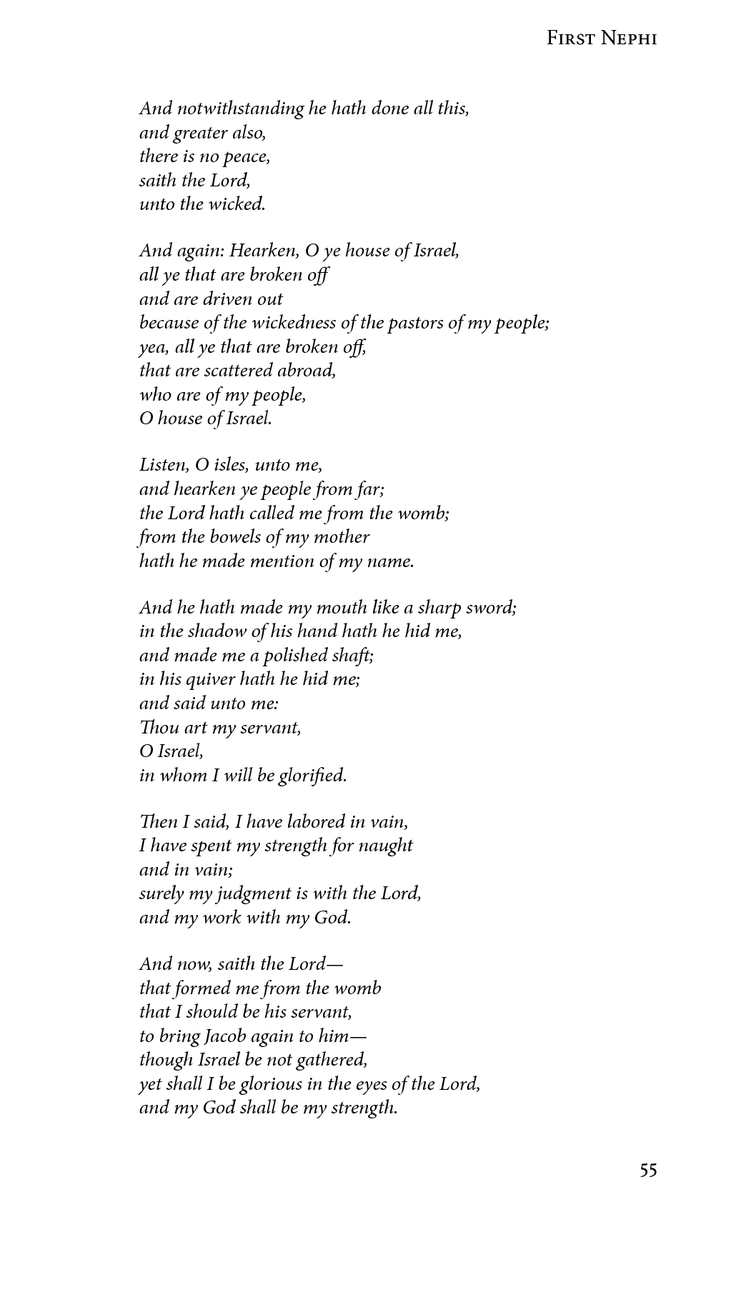 First Nephi
And notwithstanding he hath done all this,
and greater also,
there is no peace,
saith the Lord,
unto the wicked.
And again: Hearken, O ye house of Israel,
all ye that are broken off
and are driven out
because of the wickedness of the pastors of my people;
yea, all ye that are broken off,
that are scattered abroad,
who are of my people,
O house of Israel.
Listen, O isles, unto me,
and hearken ye people from far;
the Lord hath called me from the womb;
from the bowels of my mother
hath he made mention of my name.
And he hath made my mouth like a sharp sword;
in the shadow of his hand hath he hid me,
and made me a polished shaft;
in his quiver hath he hid me;
and said unto me:
Thou art my servant,
O Israel,
in whom I will be glorified.
Then I said, I have labored in vain,
I have spent my strength for naught
and in vain;
surely my judgment is with the Lord,
and my work with my God.
And now, saith the Lord—
that formed me from the womb
that I should be his servant,
to bring Jacob again to him—
though Israel be not gathered,
yet shall I be glorious in the eyes of the Lord,
and my God shall be my strength.
55